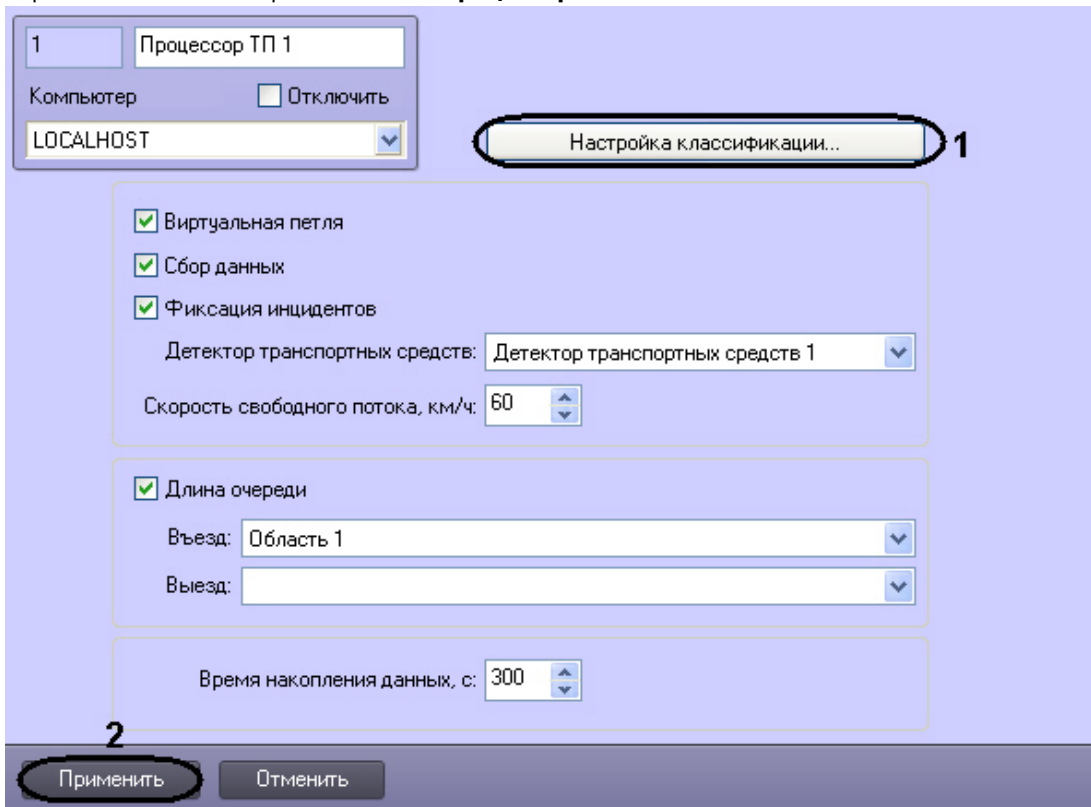 1 Процессор ТП 1
Компьютер Отключить
LOCALHOST
Настройка классификации... 1
Виртуальная петля
Сбор данных
Фиксация инцидентов
Детектор транспортных средств: Детектор транспортных средств 1
Скорость свободного потока, км/ч: 60
Длина очереди
Въезд: Область 1
Выезд:
Время накопления данных, с: 300
2
Применить Отменить